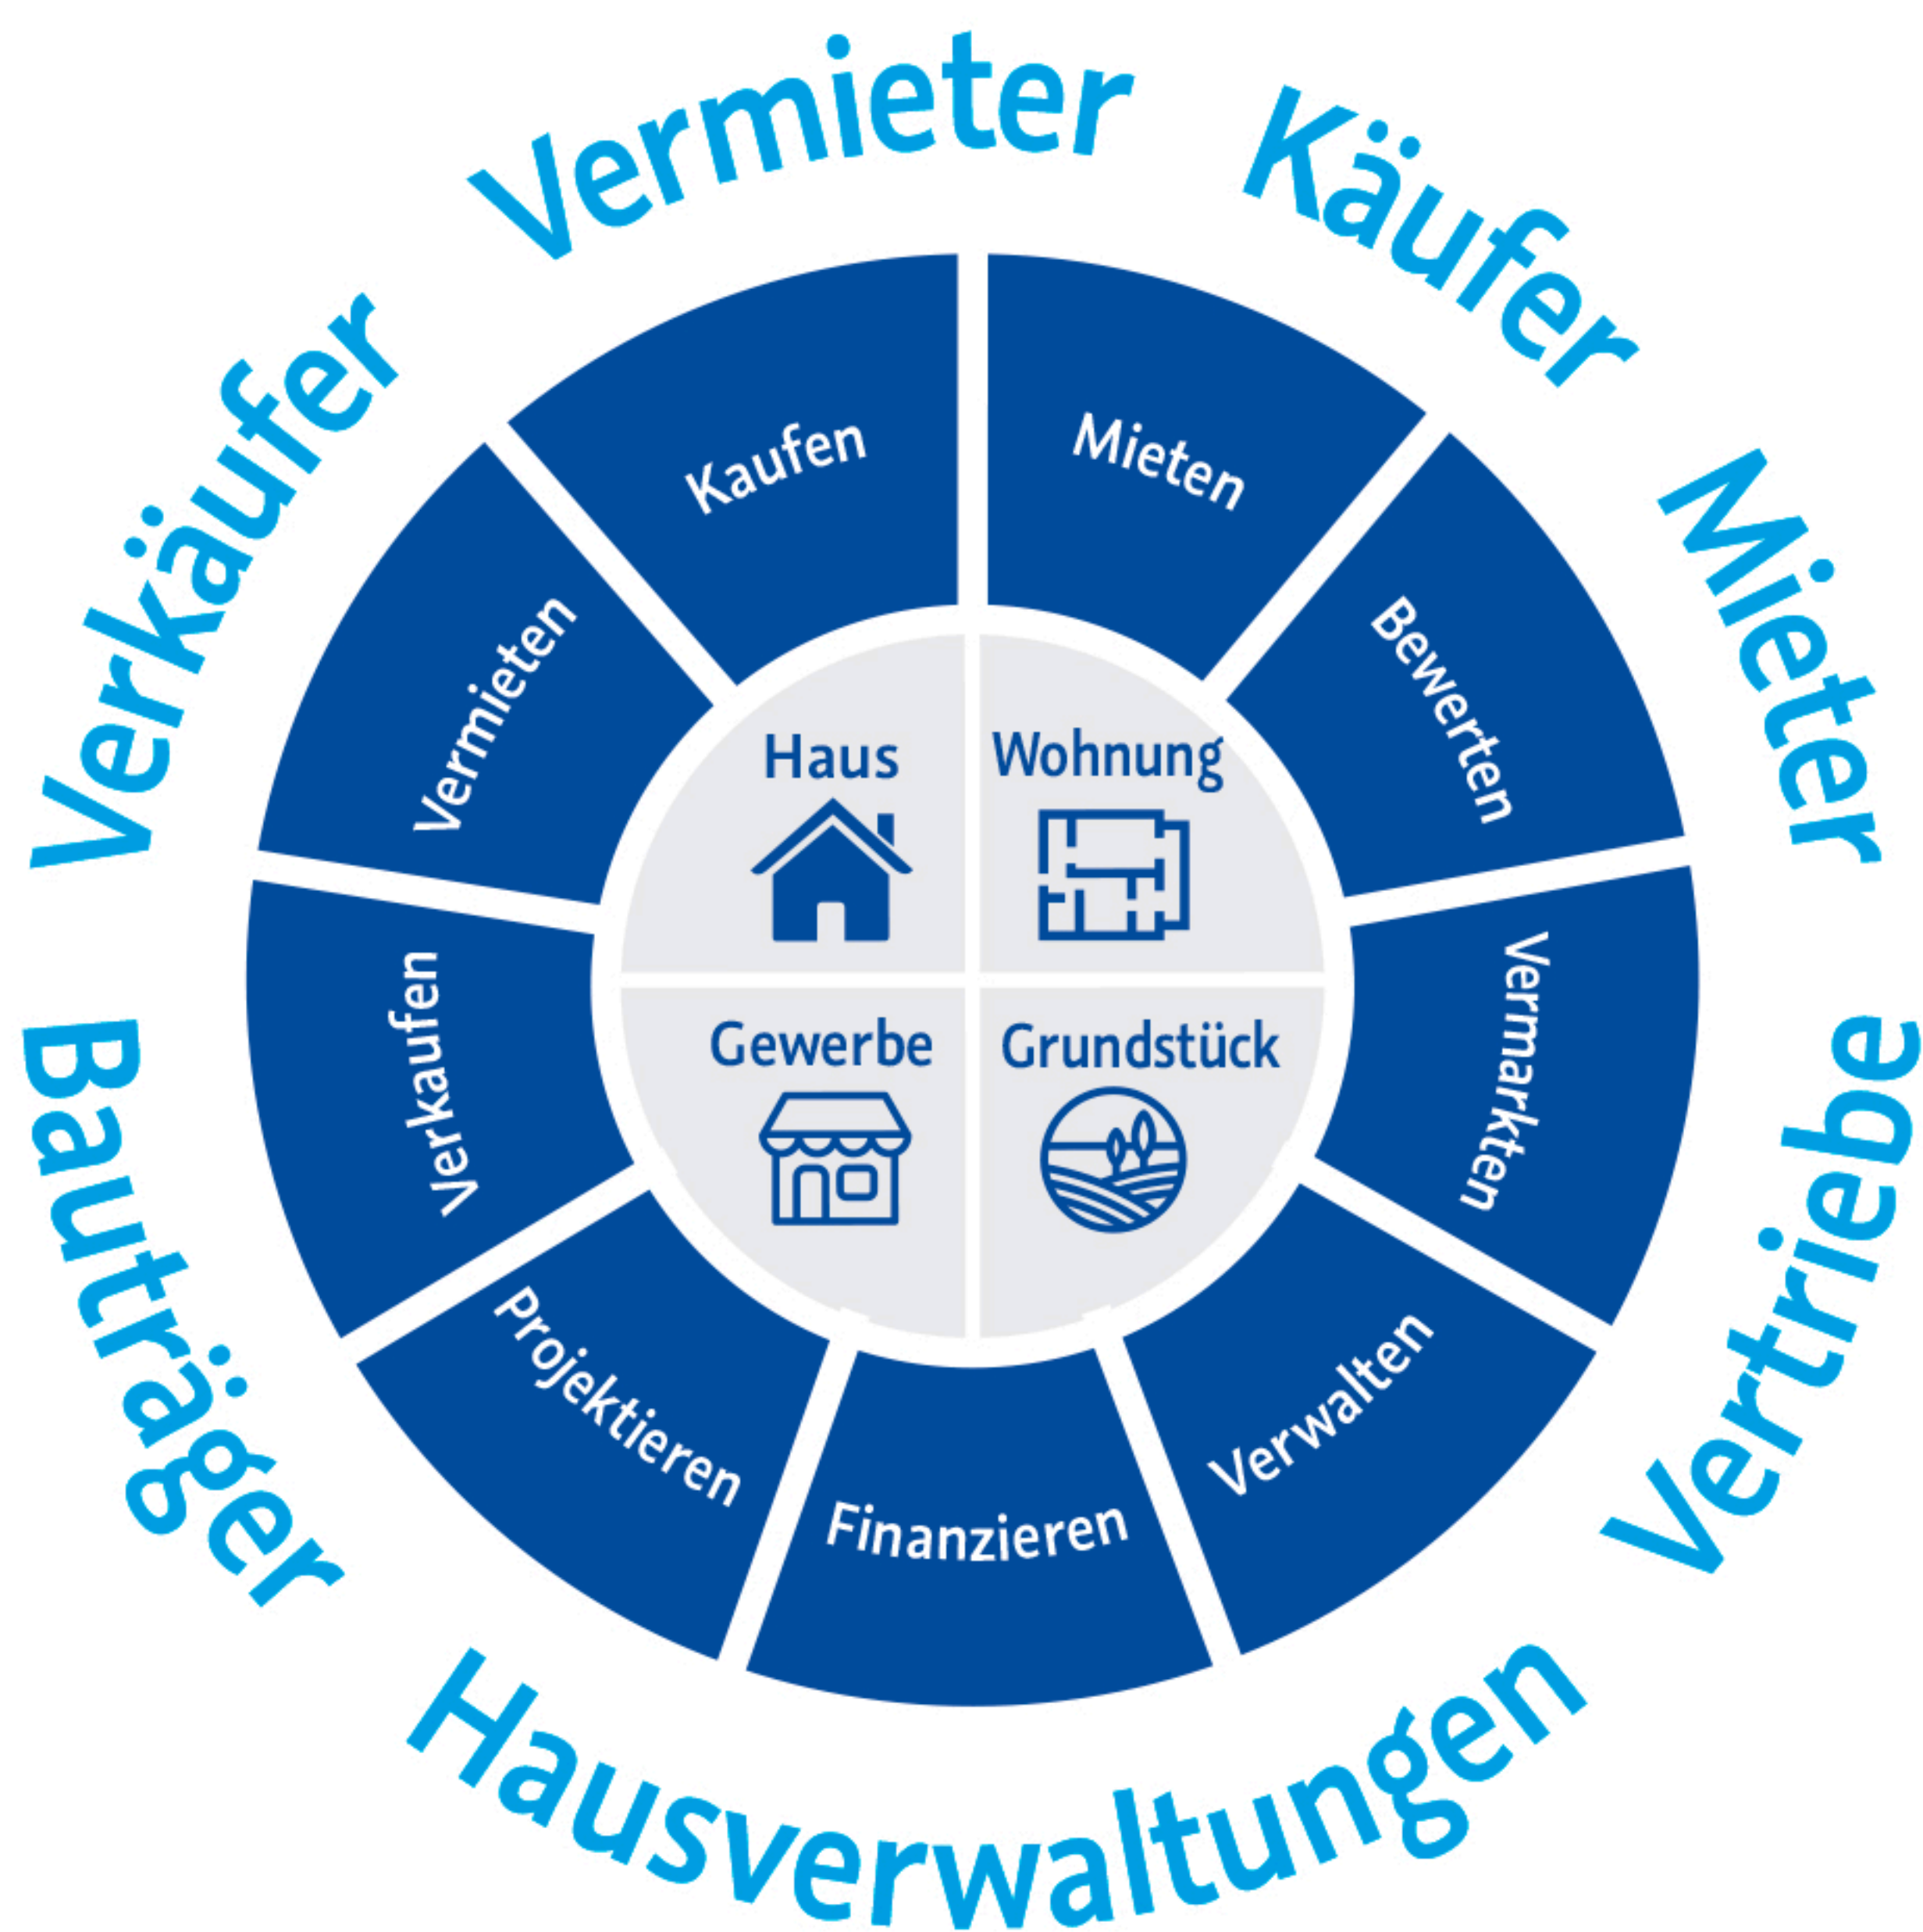 Vermieter
Käufer
Mieter
Vertriebe
Hausverwaltungen
Bauträger
Verkäufer
Kaufen
Mieten
Bewerten
Vermarkten
Verwalten
Finanzieren
Projektieren
Verkaufen
Vermieten
Haus
Wohnung
Gewerbe
Grundstück